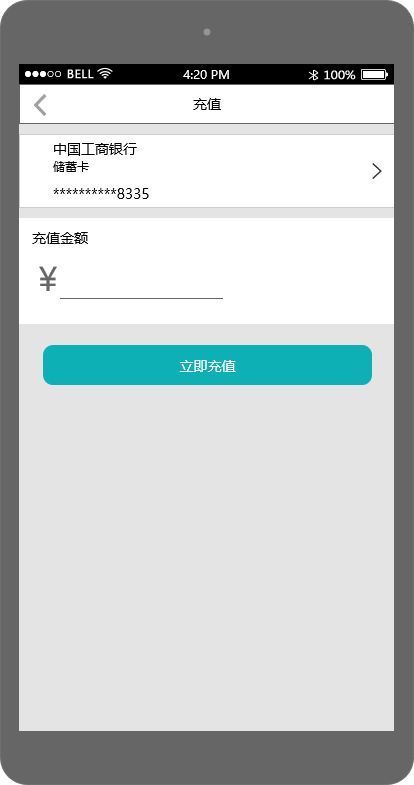 BELL 4:20 PM 100%
充值
中国工商银行
储蓄卡
**********8335
充值金额
¥
立即充值